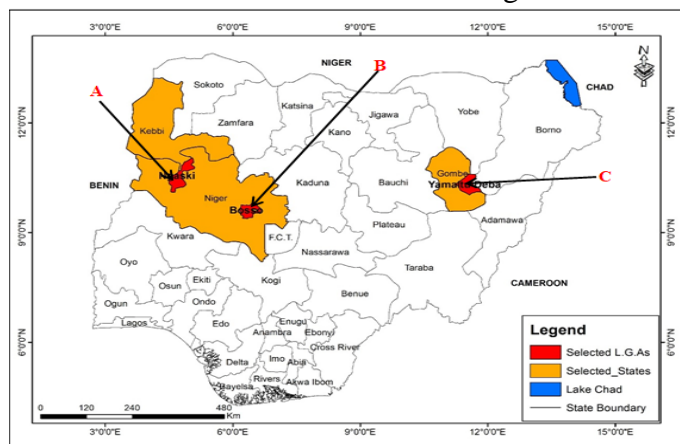 3°0'0"E 6°0'0"E 9°0'0"E 12°0'0"E 15°0'0"E
NIGER
B
N
A
Sokoto
CHAD
Katsina
Jigawa
Yobe
12°0'0"N
Kebbi
Zamfara
Kano
Borno
12°0'0"N
Gombe
C
Kaduna
Bauchi
Yamaltu Deba
BENIN
Niger
Bosso
Adamawa
9°0'0"N
F.C.T.
Plateau
9°0'0"N
Kwara
Nassarawa
Oyo
Taraba
CAMEROON
Ekiti
Kogi
Osun
Benue
Ogun
Ondo
Lagos
Edo
Enugu
Anambra
Ebonyi
6°0'0"N
Cross River
6°0'0"N
Delta
Imo
Abia
Bayelsa
Rivers
Akwa Ibom
Legend
Selected L.G.As
Selected_States
Lake Chad
State Boundary
0 120 240 480
Km
3°0'0"E 6°0'0"E 9°0'0"E 12°0'0"E 15°0'0"E